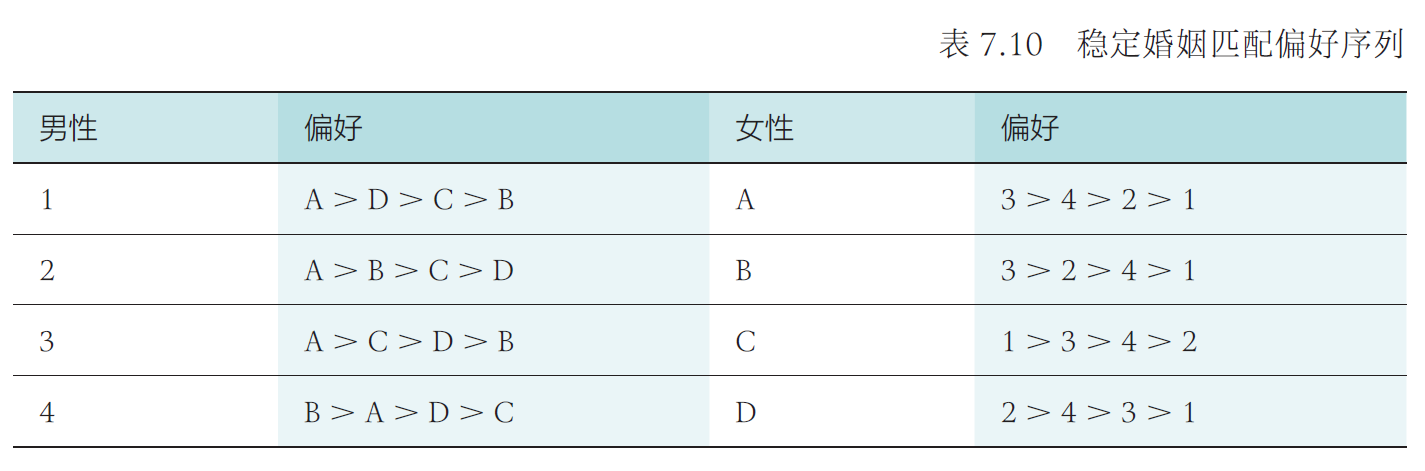 表 7.10 稳定婚姻匹配偏好序列
男性 偏好 女性 偏好
1 A > D > C > B A 3 > 4 > 2 > 1
2 A > B > C > D B 3 > 2 > 4 > 1
3 A > C > D > B C 1 > 3 > 4 > 2
4 B > A > D > C D 2 > 4 > 3 > 1